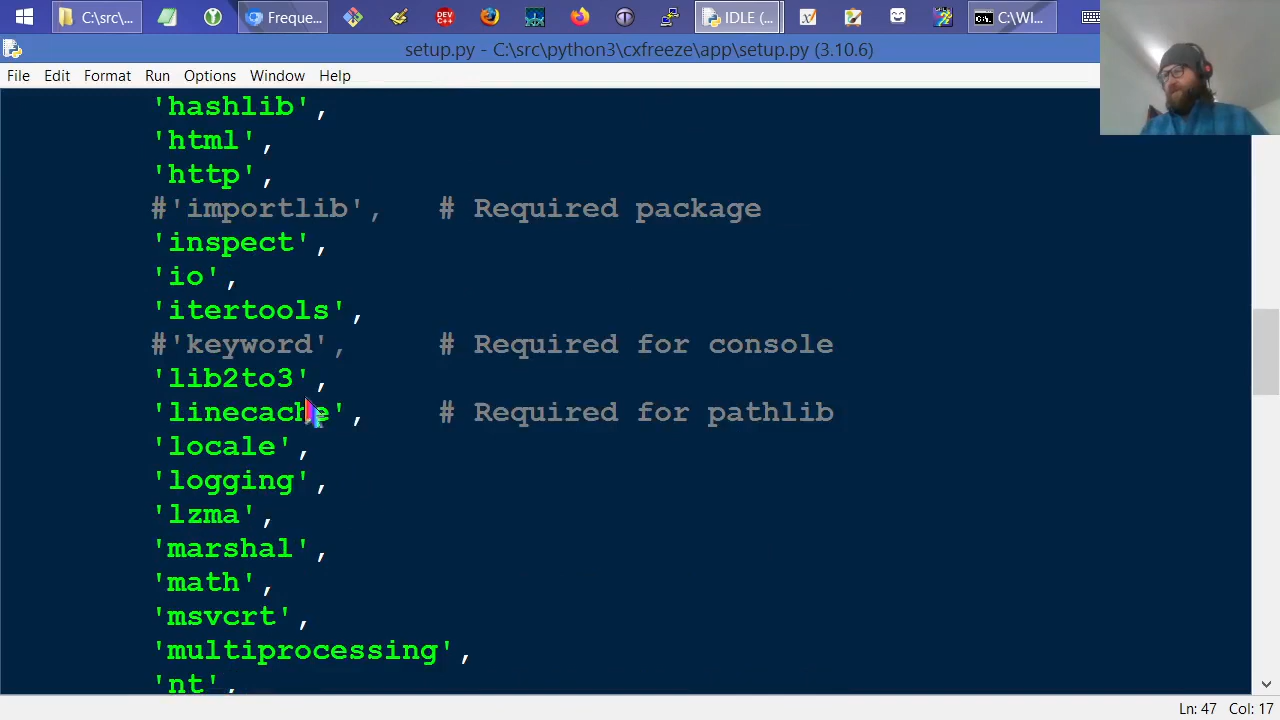 C:\src\...
Freque...
DEV
C++
IDLE (...
C:\WI...
setup.py - C:\src\python3\cxfreeze\app\setup.py (3.10.6)
File Edit Format Run Options Window Help
'hashlib',
'html',
'http',
#'importlib',   # Required package
'inspect',
'io',
'itertools',
#'keyword',     # Required for console
'lib2to3',
'linecache',    # Required for pathlib
'locale',
'logging',
'lzma',
'marshal',
'math',
'msvcrt',
'multiprocessing',
'nt',
Ln: 47 Col: 17